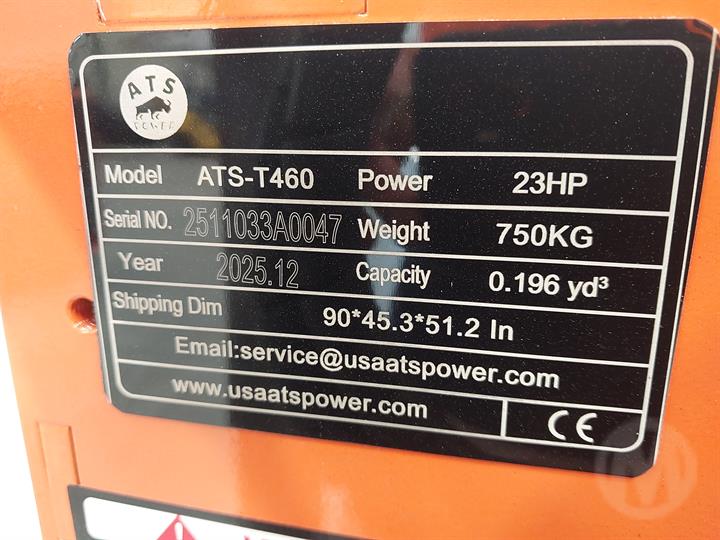 ATS
POWER
Model ATS-T460 Power 23HP
Serial NO. 2511033A0047 Weight 750KG
Year 2025.12 Capacity 0.196 yd³
Shipping Dim 90*45.3*51.2 In
Email:service@usaatspower.com
www.usaatspower.com CE